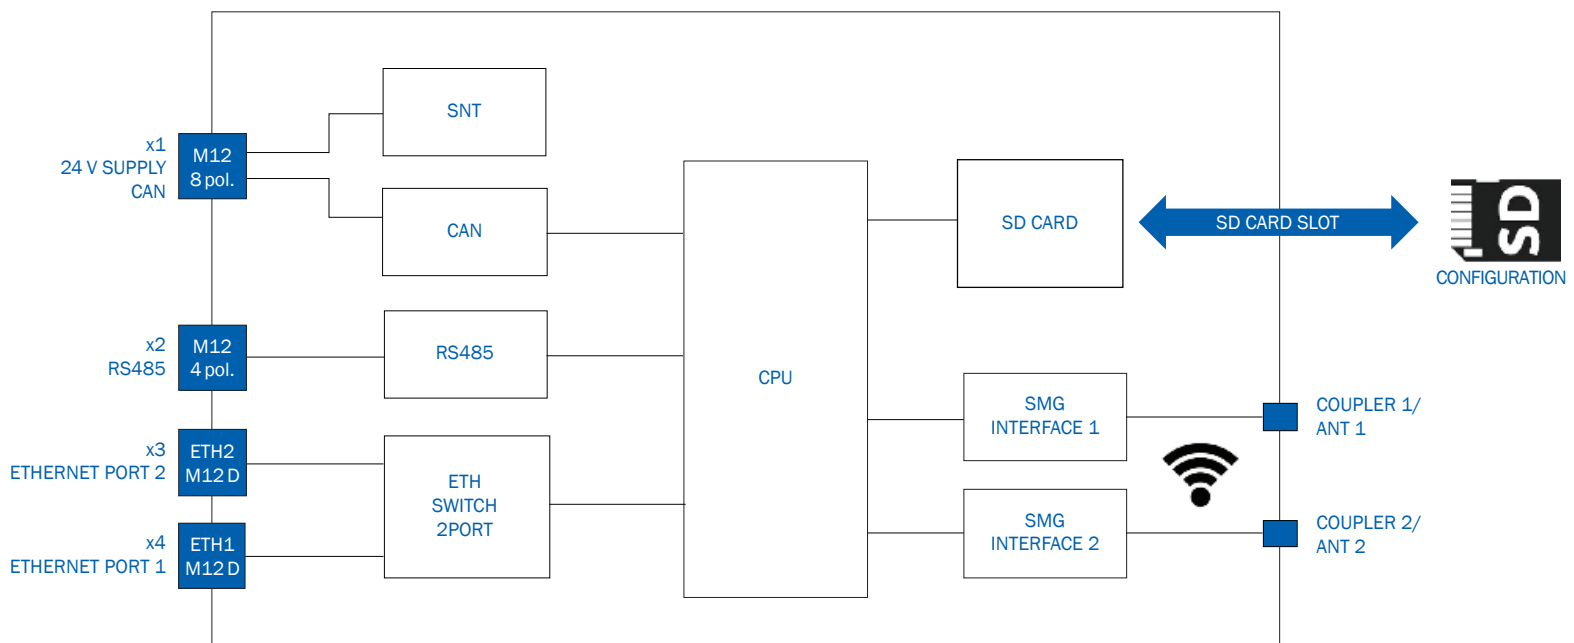 x1
24 V SUPPLY
CAN
M12
8 pol.
SNT
CAN
x2
RS485
M12
4 pol.
RS485
x3
ETHERNET PORT 2
ETH2
M12 D
x4
ETHERNET PORT 1
ETH1
M12 D
ETH
SWITCH
2PORT
CPU
SD CARD
SD CARD SLOT
SD
CONFIGURATION
SMG
INTERFACE 1
COUPLER 1/
ANT 1
SMG
INTERFACE 2
COUPLER 2/
ANT 2